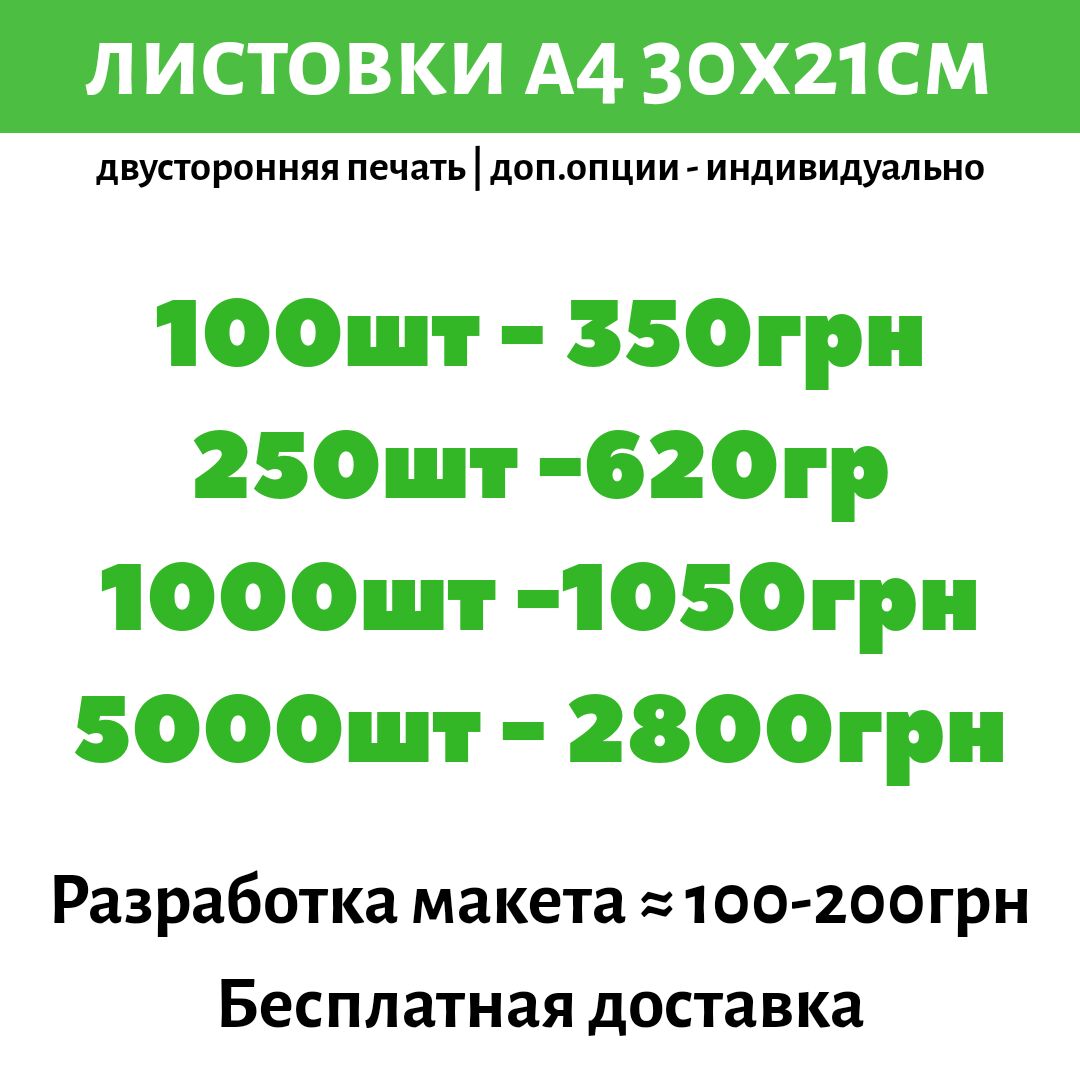 ЛИСТОВКИ А4 30Х21СМ
двусторонняя печать | доп.опции - индивидуально
100шт - 350грн
250шт -620гр
1000шт -1050грн
5000шт - 2800грн
Разработка макета ≈ 100-200грн
Бесплатная доставка